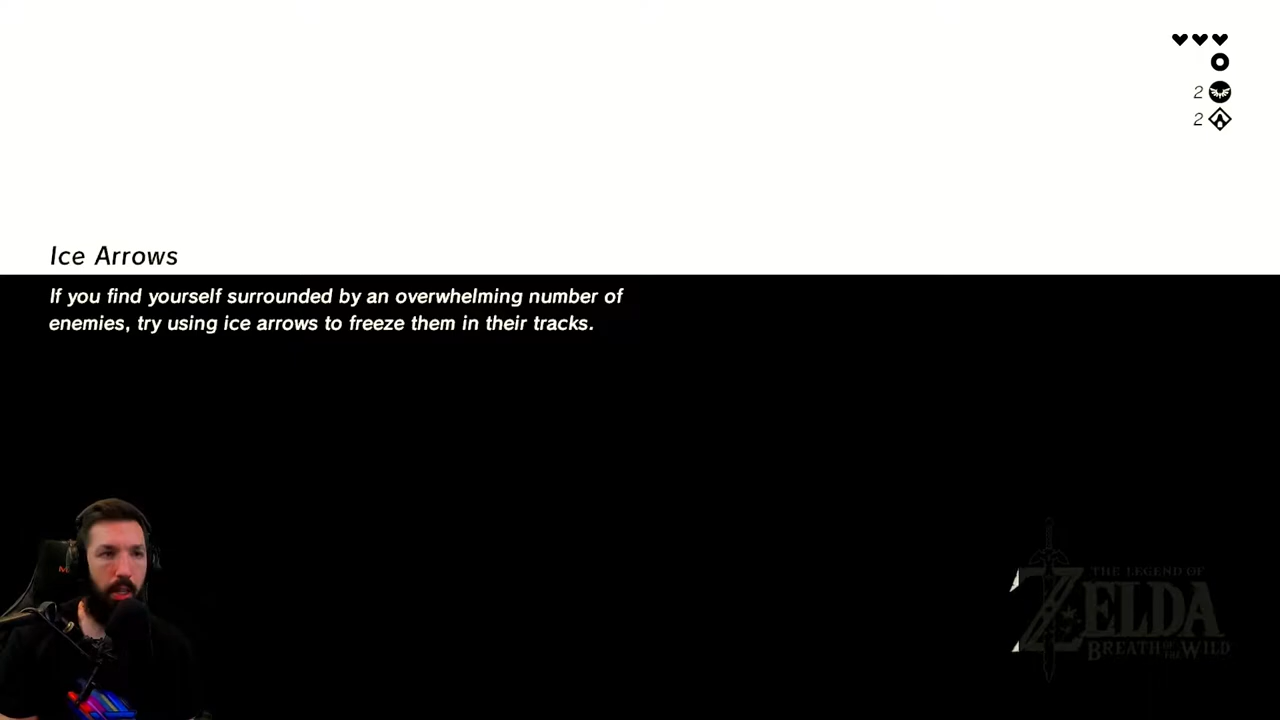 2
2
Ice Arrows
If you find yourself surrounded by an overwhelming number of
enemies, try using ice arrows to freeze them in their tracks.
THE LEGEND OF
ZELDA
BREATH OF THE WILD